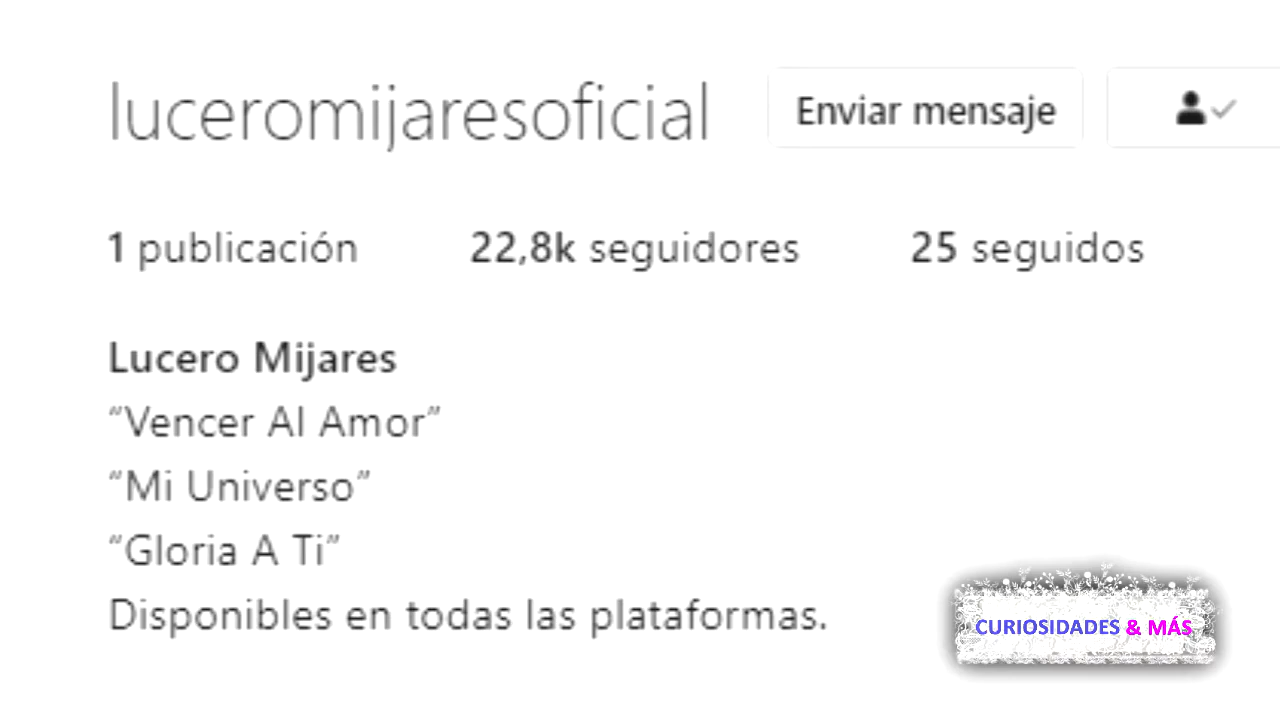 luceromijaresoficial Enviar mensaje
1 publicación 22,8k seguidores 25 seguidos
Lucero Mijares
“Vencer Al Amor”
“Mi Universo”
“Gloria A Ti”
Disponibles en todas las plataformas.
CURIOSIDADES & MÁS